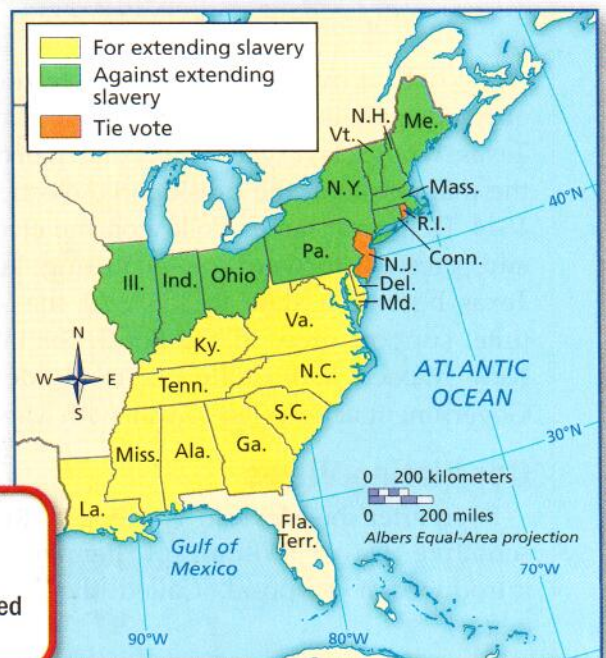 For extending slavery
Against extending
slavery
Tie vote
N.H.
Me.
Vt.
N.Y.
Mass.
40°N
R.I.
Pa.
Conn.
N.J.
Ill.
Ind.
Ohio
Del.
Md.
Va.
Ky.
N
W
E
S
N.C.
Tenn.
ATLANTIC
OCEAN
S.C.
Miss.
Ala.
Ga.
30°N
0 200 kilometers
0 200 miles
Albers Equal-Area projection
La.
Fla.
Terr.
Gulf of
Mexico
70°W
ed
90°W
80°W